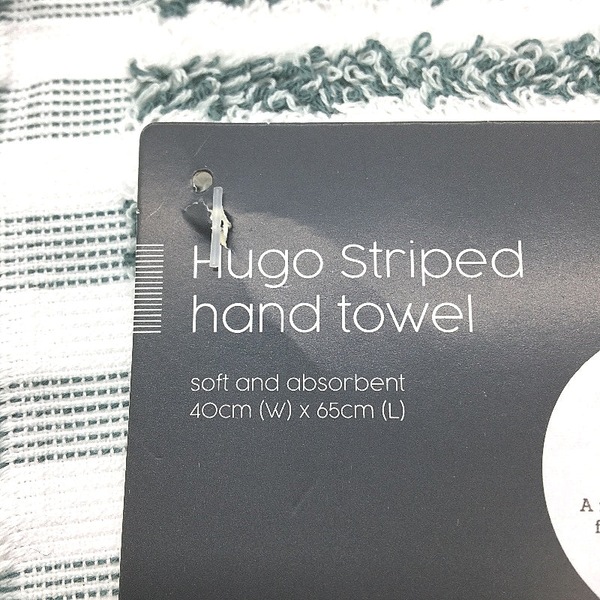 Hugo Striped
hand towel
soft and absorbent
40cm (W) x 65cm (L)
A
f